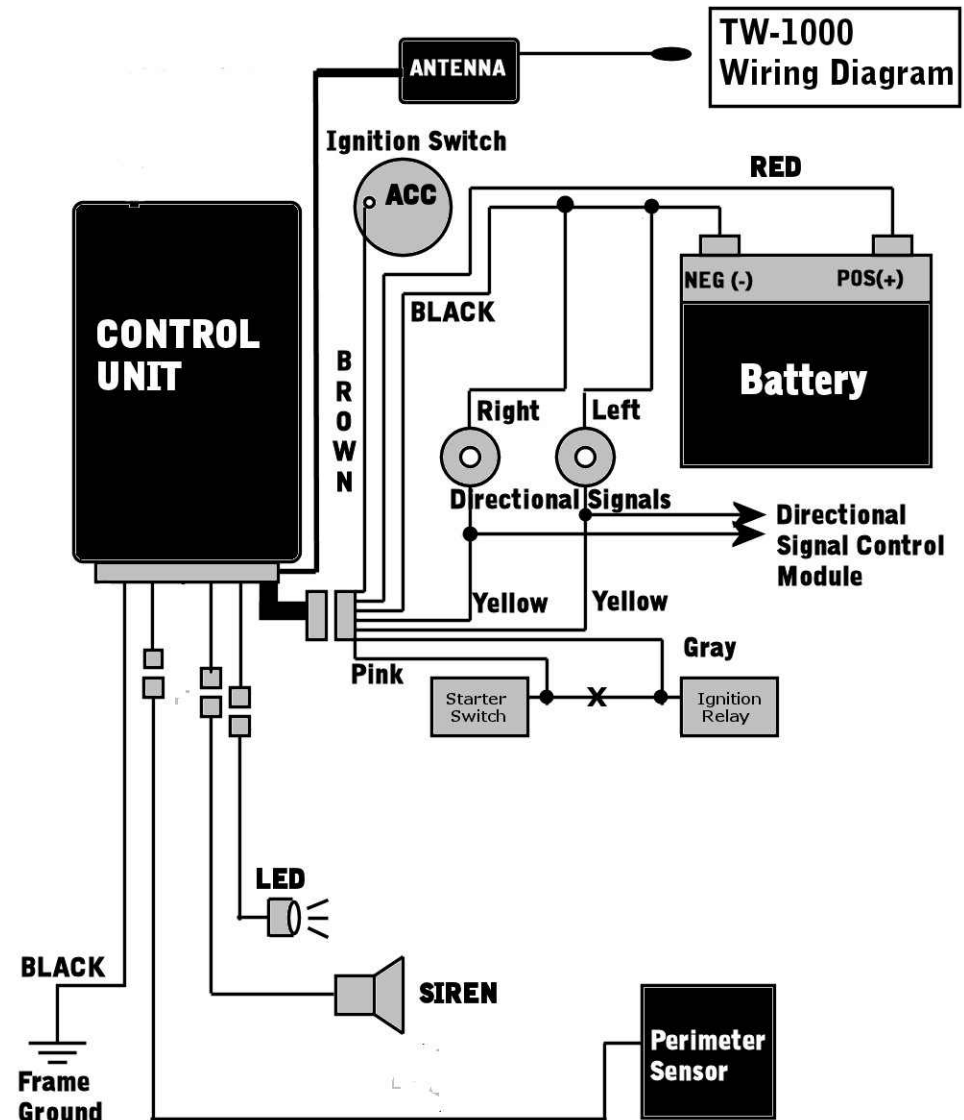 TW-1000
Wiring Diagram
ANTENNA
Ignition Switch
ACC
RED
NEG (-)
POS(+)
BLACK
CONTROL
UNIT
BROWN
Battery
Right
Left
Directional Signals
Directional
Signal Control
Module
Yellow
Yellow
Gray
Pink
Starter
Switch
X
Ignition
Relay
LED
BLACK
SIREN
Perimeter
Sensor
Frame
Ground